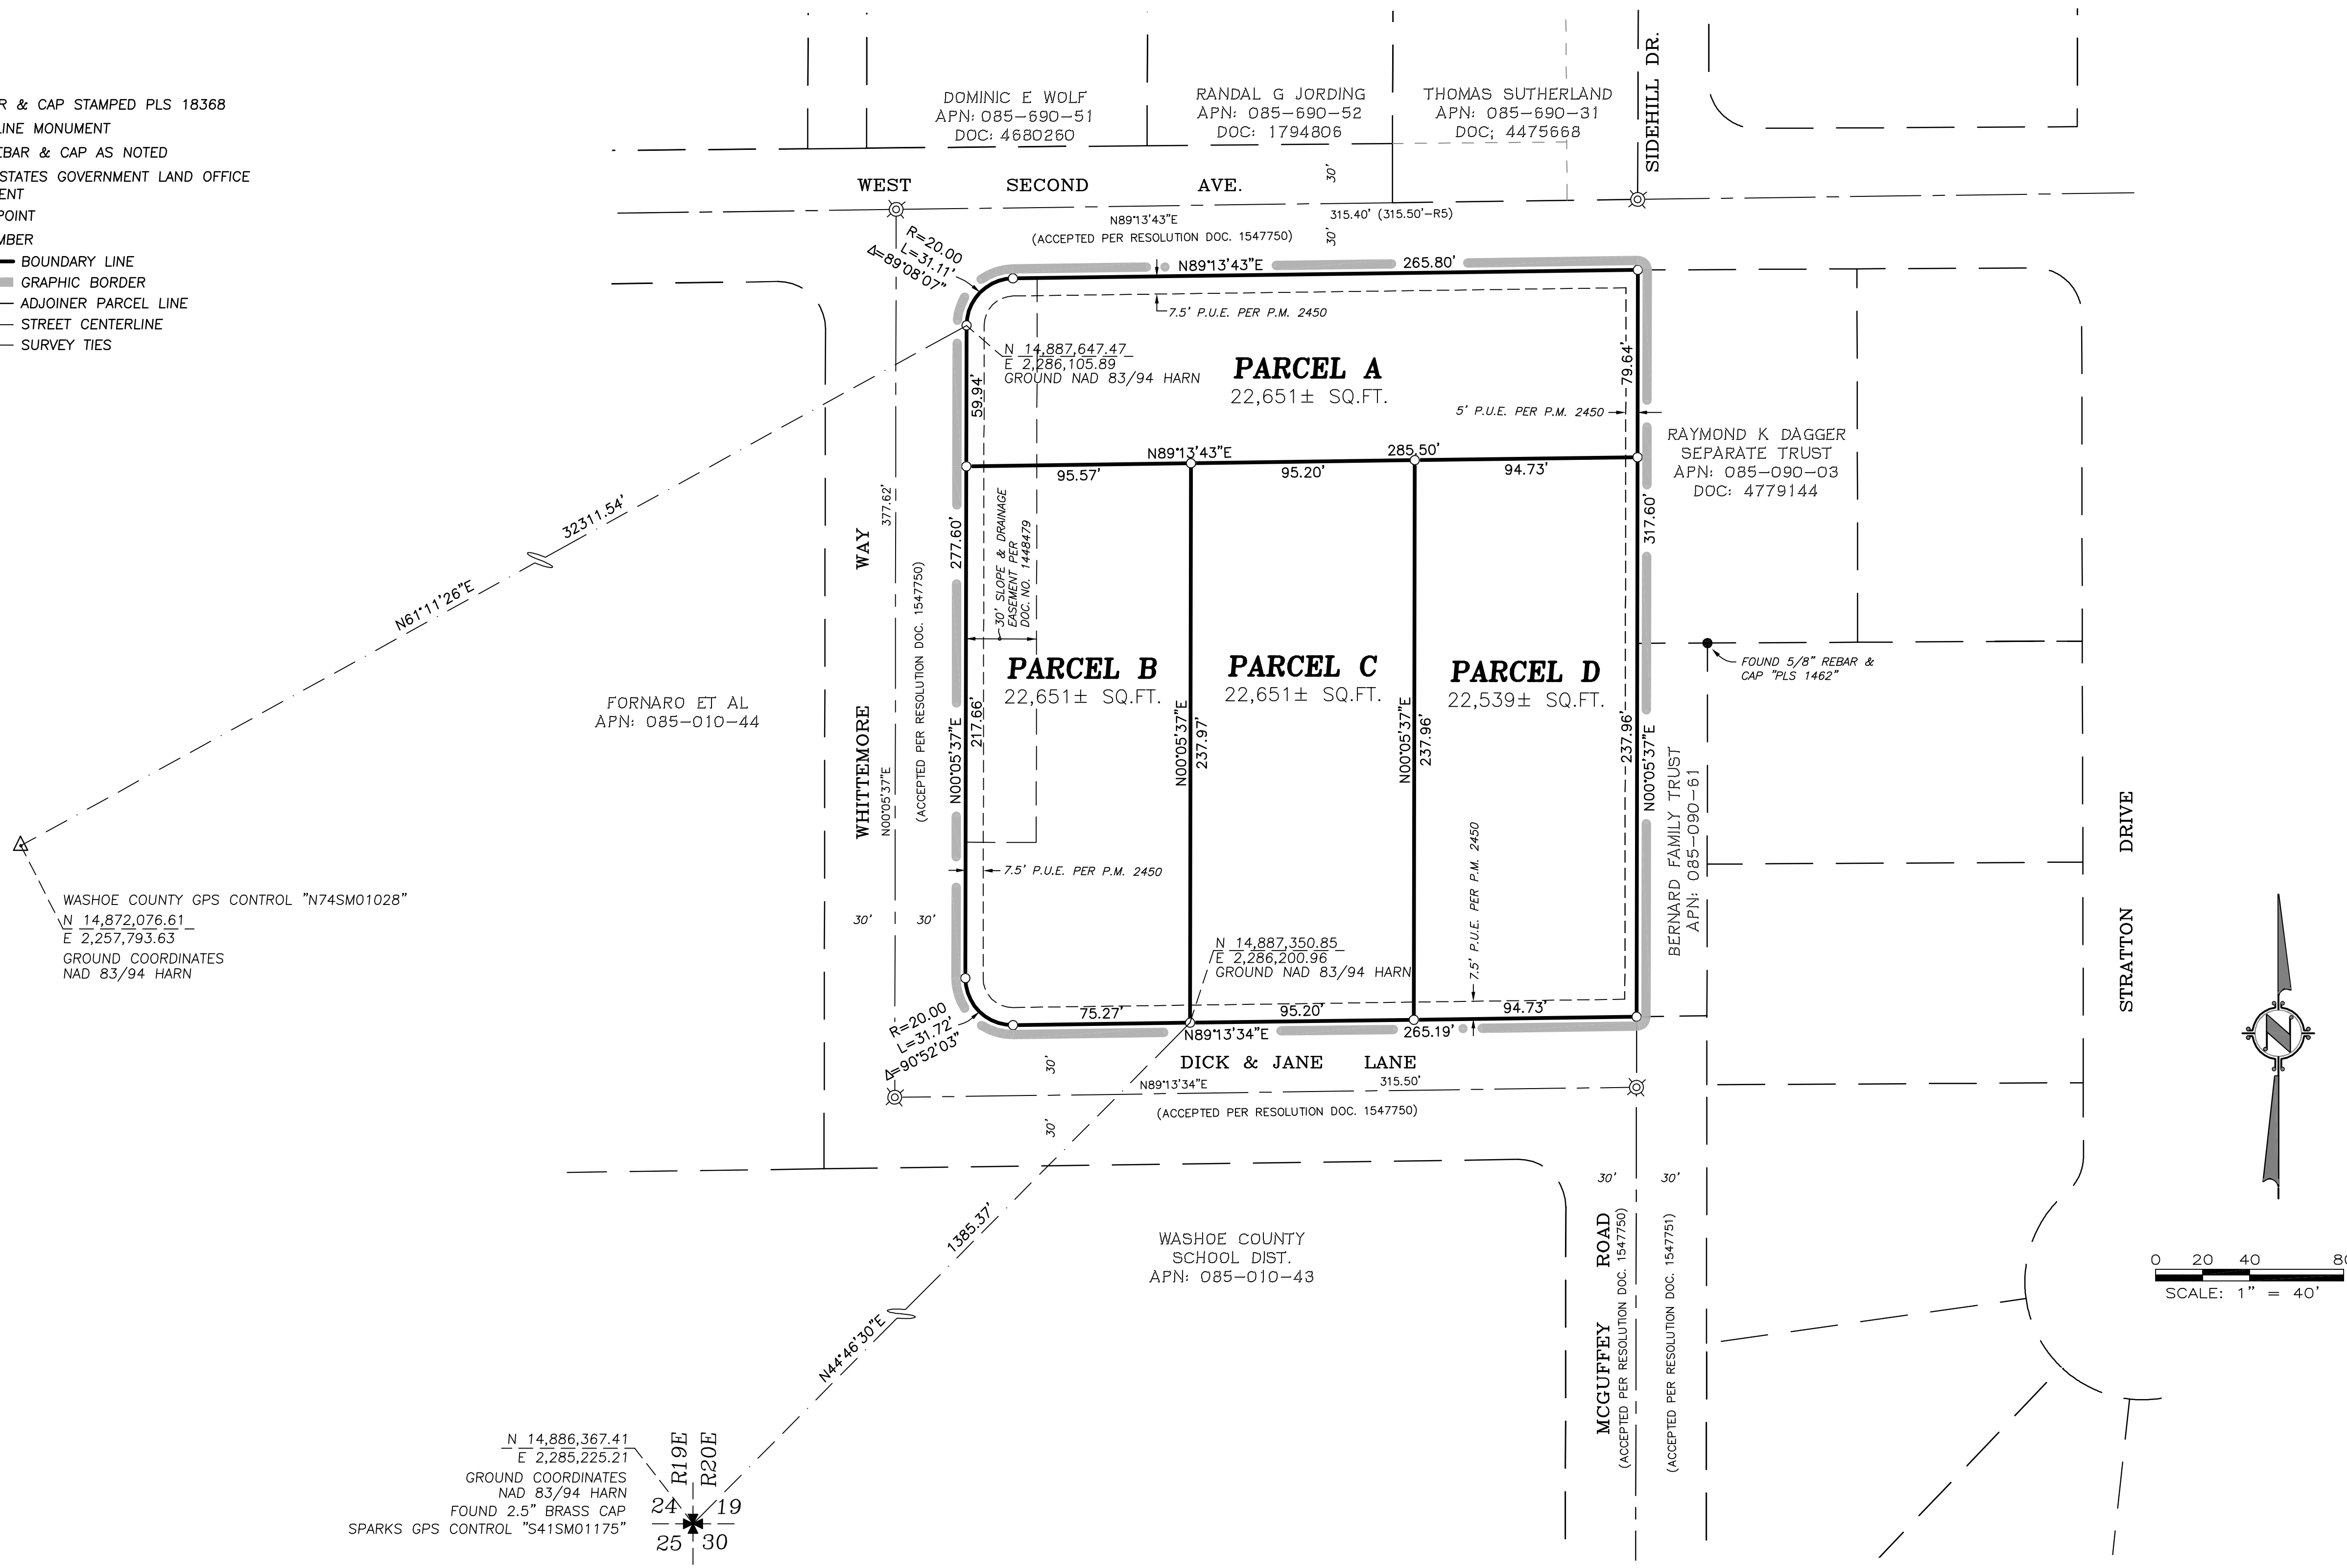 R & CAP STAMPED PLS 18368
LINE MONUMENT
EBAR & CAP AS NOTED
STATES GOVERNMENT LAND OFFICE
ENT
POINT
MBER
BOUNDARY LINE
GRAPHIC BORDER
ADJOINER PARCEL LINE
STREET CENTERLINE
SURVEY TIES
DOMINIC E WOLF
APN: 085-690-51
DOC: 4680260
RANDAL G JORDING
APN: 085-690-52
DOC: 1794806
THOMAS SUTHERLAND
APN: 085-690-31
DOC; 4475668
SIDEHILL DR.
30'
WEST SECOND AVE.
N89°13'43"E
315.40' (315.50'-R5)
(ACCEPTED PER RESOLUTION DOC. 1547750)
30'
R=20.00
L=31.11'
Δ=89°08'07"
N89°13'43"E
265.80'
7.5' P.U.E. PER P.M. 2450
N 14,887,647.47
E 2,286,105.89
GROUND NAD 83/94 HARN
PARCEL A
22,651± SQ.FT.
79.64'
59.94'
5' P.U.E. PER P.M. 2450
RAYMOND K DAGGER
SEPARATE TRUST
APN: 085-090-03
DOC: 4779144
N89°13'43"E
285.50'
95.57'
95.20'
94.73'
32311.54'
N61°11'26"E
377.62'
277.60'
317.60'
30' SLOPE & DRAINAGE
EASEMENT PER
DOC. NO. 1448479
WHITTEMORE WAY
N00°05'37"E
(ACCEPTED PER RESOLUTION DOC. 1547750)
N00°05'37"E
217.66'
PARCEL B
22,651± SQ.FT.
N00°05'37"E
237.97'
PARCEL C
22,651± SQ.FT.
N00°05'37"E
237.96'
PARCEL D
22,539± SQ.FT.
237.96'
N00°05'37"E
FOUND 5/8" REBAR &
CAP "PLS 1462"
FORNARO ET AL
APN: 085-010-44
BERNARD FAMILY TRUST
APN: 085-090-61
STRATTON DRIVE
WASHOE COUNTY GPS CONTROL "N74SM01028"
N 14,872,076.61
E 2,257,793.63
GROUND COORDINATES
NAD 83/94 HARN
7.5' P.U.E. PER P.M. 2450
30'
30'
7.5' P.U.E. PER P.M. 2450
N 14,887,350.85
E 2,286,200.96
GROUND NAD 83/94 HARN
R=20.00
L=31.72'
Δ=90°52'03"
75.27'
95.20'
94.73'
N89°13'34"E
265.19'
30'
DICK & JANE LANE
N89°13'34"E
315.50'
(ACCEPTED PER RESOLUTION DOC. 1547750)
30'
N
1385.37'
N44°46'30"E
WASHOE COUNTY
SCHOOL DIST.
APN: 085-010-43
30'
30'
MCGUFFEY ROAD
(ACCEPTED PER RESOLUTION DOC. 1547750)
(ACCEPTED PER RESOLUTION DOC. 1547751)
0 20 40 80
SCALE: 1" = 40'
N 14,886,367.41
E 2,285,225.21
GROUND COORDINATES
NAD 83/94 HARN
FOUND 2.5" BRASS CAP
SPARKS GPS CONTROL "S41SM01175"
R19E
R20E
24 19
25 30